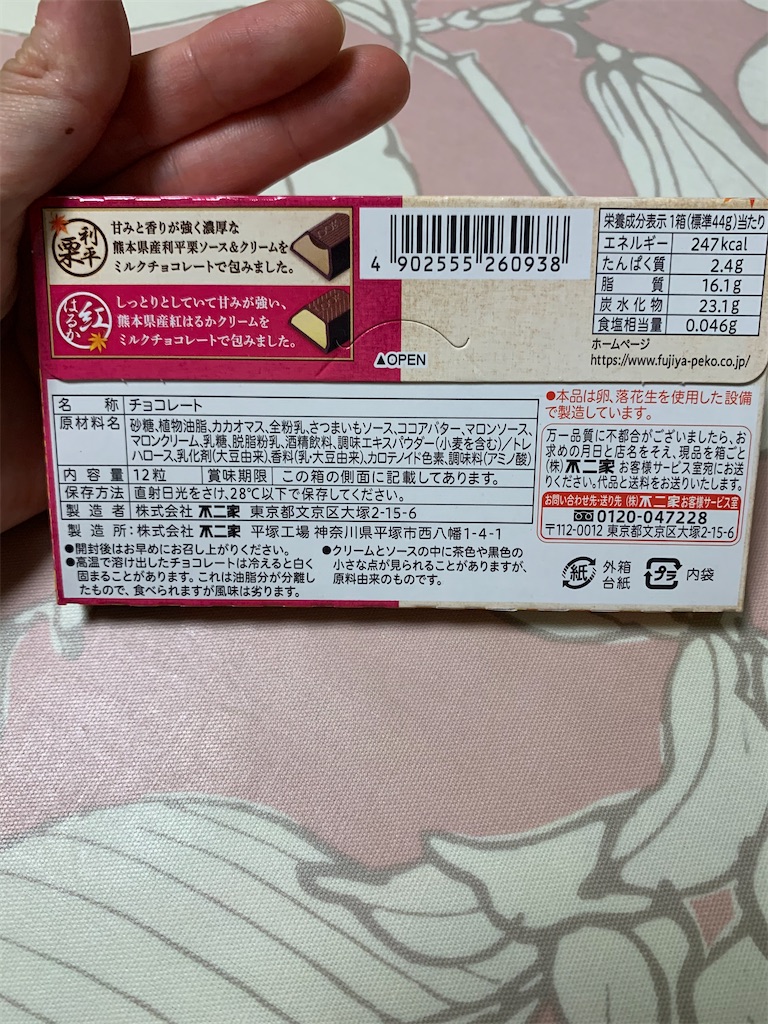 利平
栗
甘みと香りが強く濃厚な
熊本県産利平栗ソース&クリームを
ミルクチョコレートで包みました。
紅
はるか
しっとりとしていて甘みが強い、
熊本県産紅はるかクリームを
ミルクチョコレートで包みました。
4 902555 260938
▲OPEN
栄養成分表示 1箱(標準44g)当たり
エネルギー 247kcal
たんぱく質 2.4g
脂質 16.1g
炭水化物 23.1g
食塩相当量 0.046g
ホームページ
https://www.fujiya-peko.co.jp/
名称 チョコレート
原材料名 砂糖、植物油脂、カカオマス、全粉乳、さつまいもソース、ココアバター、マロンソース、
マロンクリーム、乳糖、脱脂粉乳、洒精飲料、調味エキスパウダー(小麦を含む)/トレ
ハロース、乳化剤(大豆由来)、香料(乳・大豆由来)、カロテノイド色素、調味料(アミノ酸)
内容量 12粒 賞味期限 この箱の側面に記載してあります。
保存方法 直射日光をさけ、28℃以下で保存してください。
製造者 株式会社 不二家 東京都文京区大塚2-15-6
製造所:株式会社 不二家 平塚工場 神奈川県平塚市西八幡1-4-1
●開封後はお早めにお召し上がりください。
●高温で溶け出したチョコレートは冷えると白く
固まることがあります。これは油脂分が分離し
たもので、食べられますが風味は劣ります。
●クリームとソースの中に茶色や黒色の
小さな点が見られることがありますが、
原料由来のものです。
●本品は卵、落花生を使用した設備
で製造しています。
万一品質に不都合がございましたら、お
求めの月日と店名をそえ、現品を箱ごと
(株)不二家 お客様サービス室宛にお送
りください。代品と送料をお送りいたします。
お問い合わせ先・送り先 (株)不二家お客様サービス室
0120-047228
〒112-0012 東京都文京区大塚2-15-6
紙 外箱
台紙
プラ 内袋